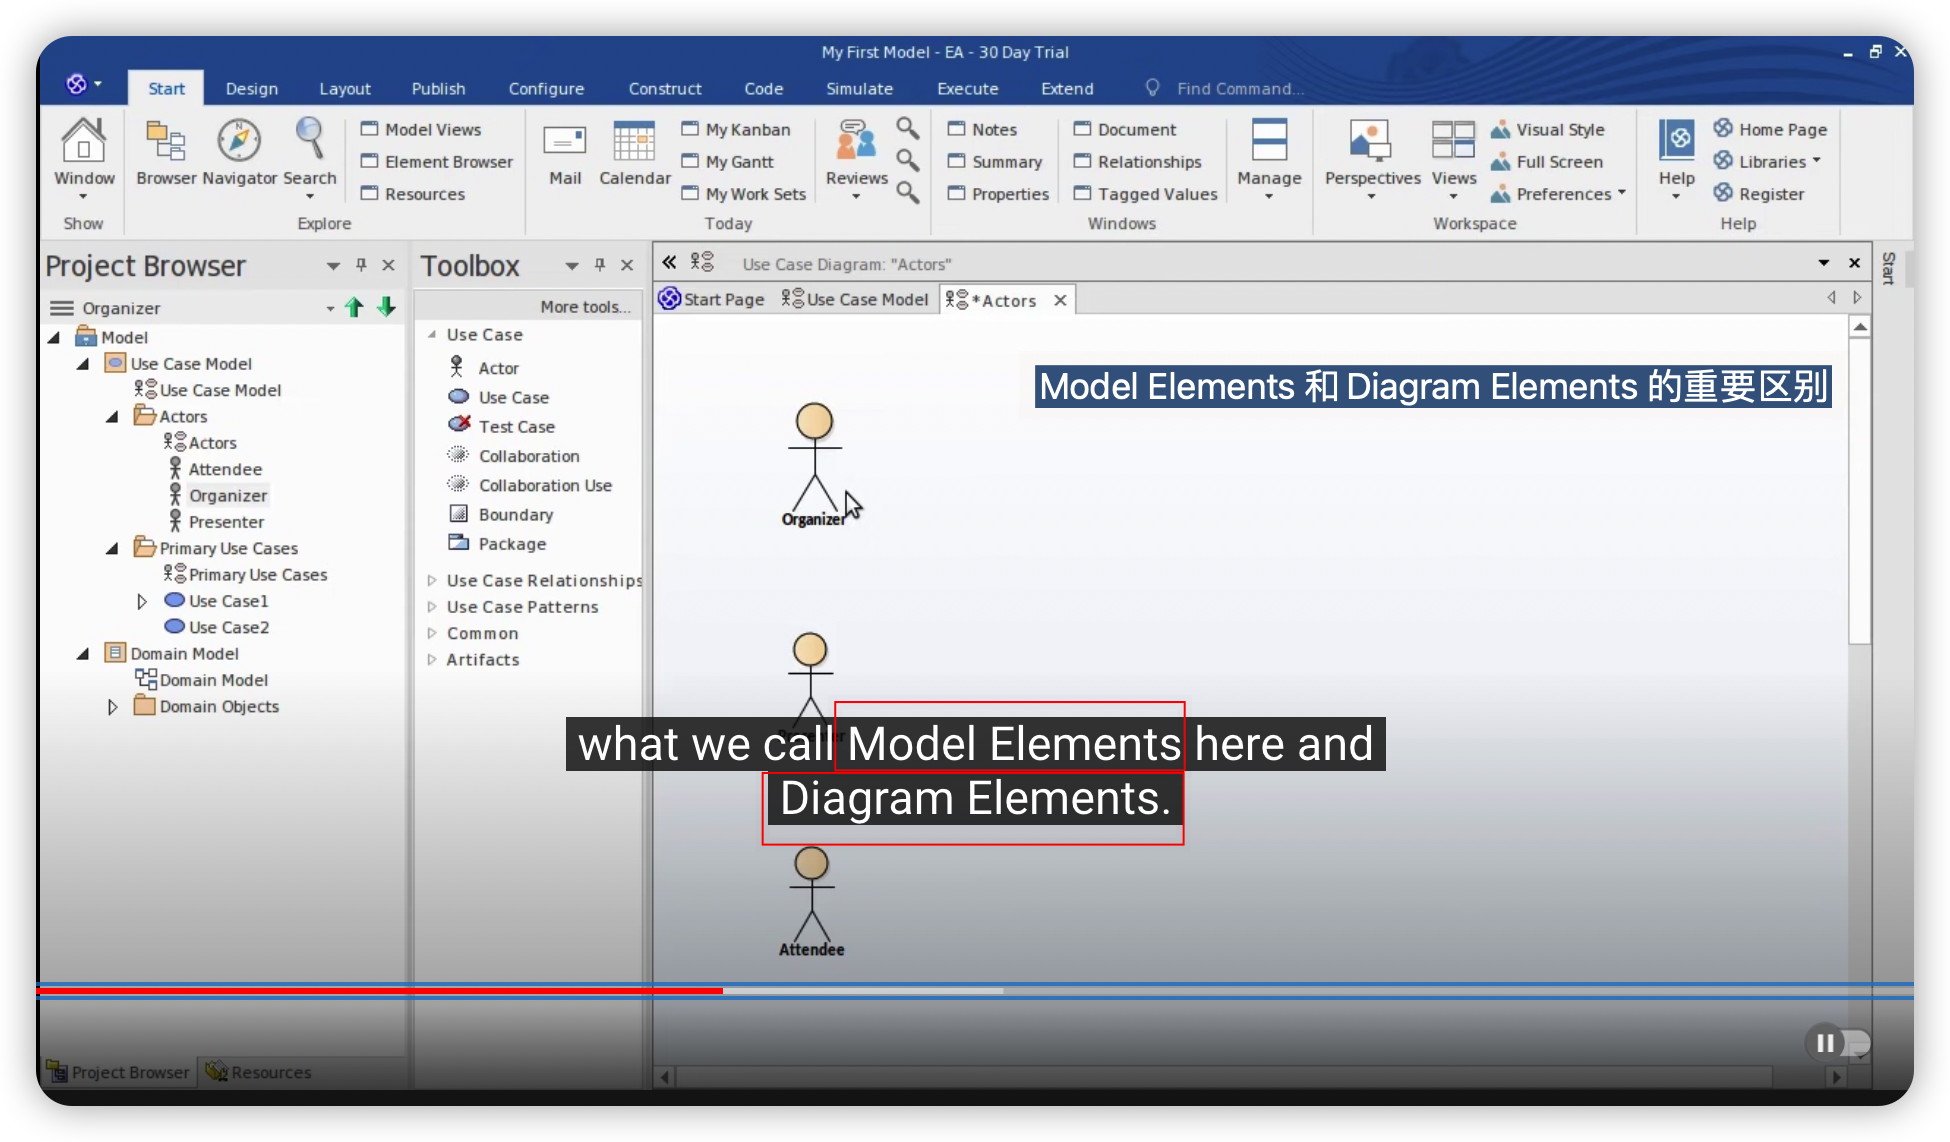 My First Model - EA - 30 Day Trial
Start Design Layout Publish Configure Construct Code Simulate Execute Extend Find Command...
Window
Show
Browser Navigator Search
Model Views
Element Browser
Resources
Explore
Mail Calendar
My Kanban
My Gantt
My Work Sets
Reviews
Today
Notes
Summary
Properties
Document
Relationships
Tagged Values
Manage
Windows
Perspectives Views
Visual Style
Full Screen
Preferences
Workspace
Help
Home Page
Libraries
Register
Help
Project Browser
Organizer
Model
Use Case Model
Use Case Model
Actors
Actors
Attendee
Organizer
Presenter
Primary Use Cases
Primary Use Cases
Use Case1
Use Case2
Domain Model
Domain Model
Domain Objects
Project Browser Resources
Toolbox
More tools...
Use Case
Actor
Use Case
Test Case
Collaboration
Collaboration Use
Boundary
Package
Use Case Relationships
Use Case Patterns
Common
Artifacts
Use Case Diagram: "Actors"
Start Page Use Case Model *Actors
Start
Model Elements 和 Diagram Elements 的重要区别
Organizer
what we call Model Elements here and
Diagram Elements.
Attendee